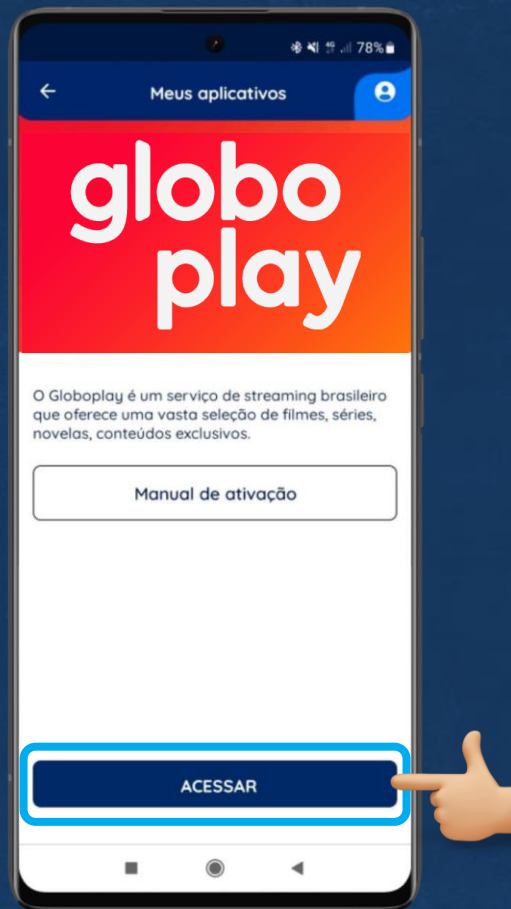 78%
Meus aplicativos
globo
play
O Globoplay é um serviço de streaming brasileiro
que oferece uma vasta seleção de filmes, séries,
novelas, conteúdos exclusivos.
Manual de ativação
ACESSAR